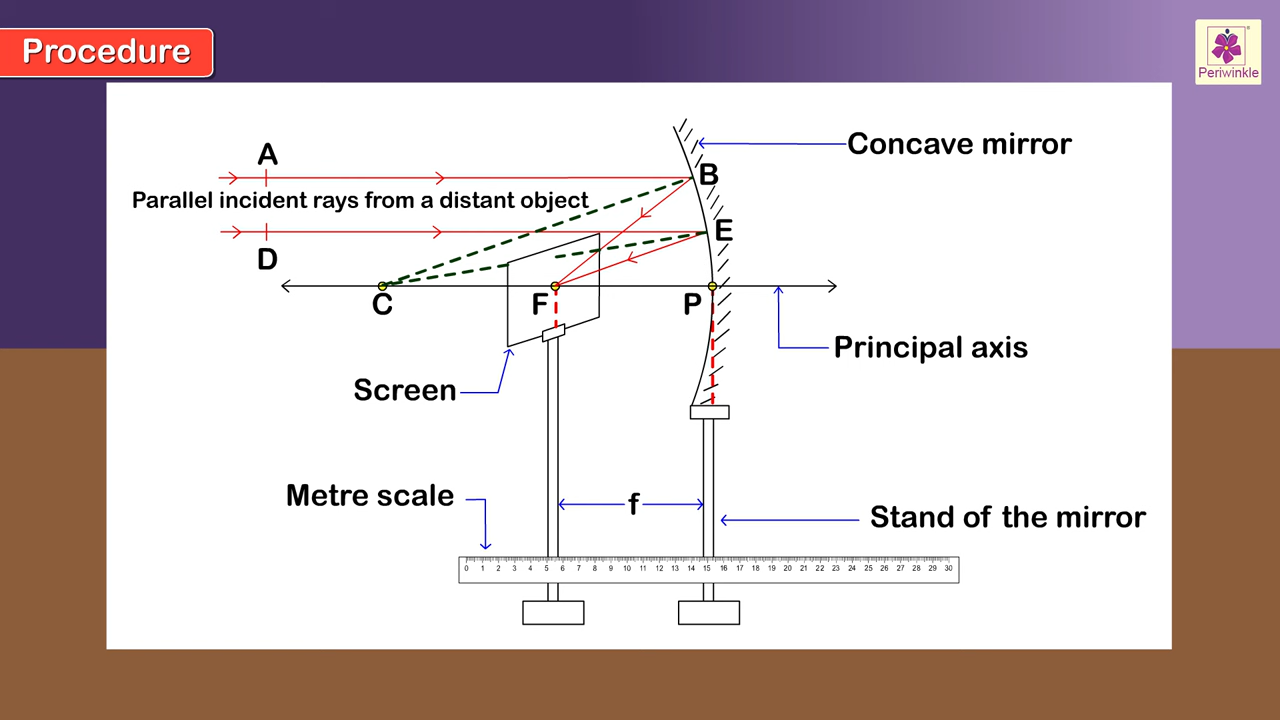 Procedure
Periwinkle
Concave mirror
A
B
Parallel incident rays from a distant object
E
D
C
F
P
Principal axis
Screen
Metre scale
f
Stand of the mirror
0 1 2 3 4 5 6 7 8 9 10 11 12 13 14 15 16 17 18 19 20 21 22 23 24 25 26 27 28 29 30